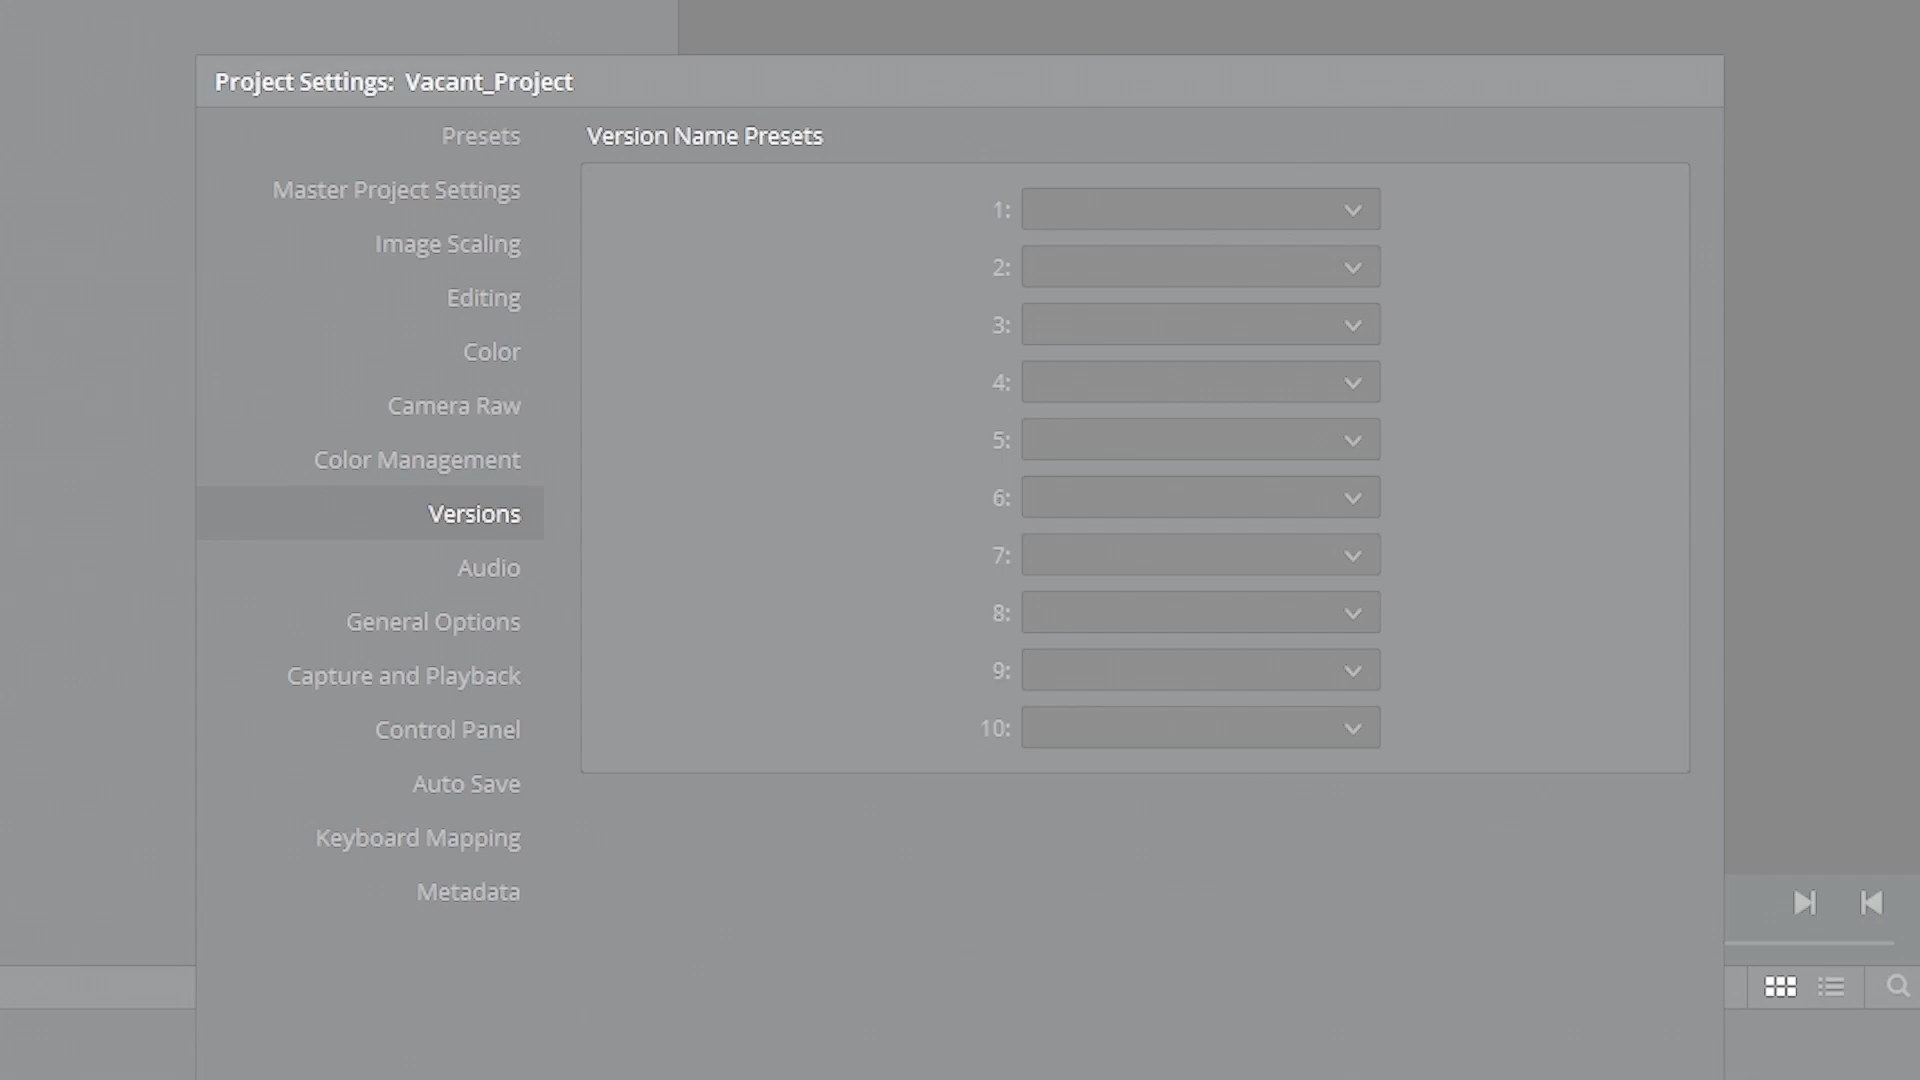 Project Settings: Vacant_Project
Presets
Master Project Settings
Image Scaling
Editing
Color
Camera Raw
Color Management
Versions
Audio
General Options
Capture and Playback
Control Panel
Auto Save
Keyboard Mapping
Metadata
Version Name Presets
1:
2:
3:
4:
5:
6:
7:
8:
9:
10: